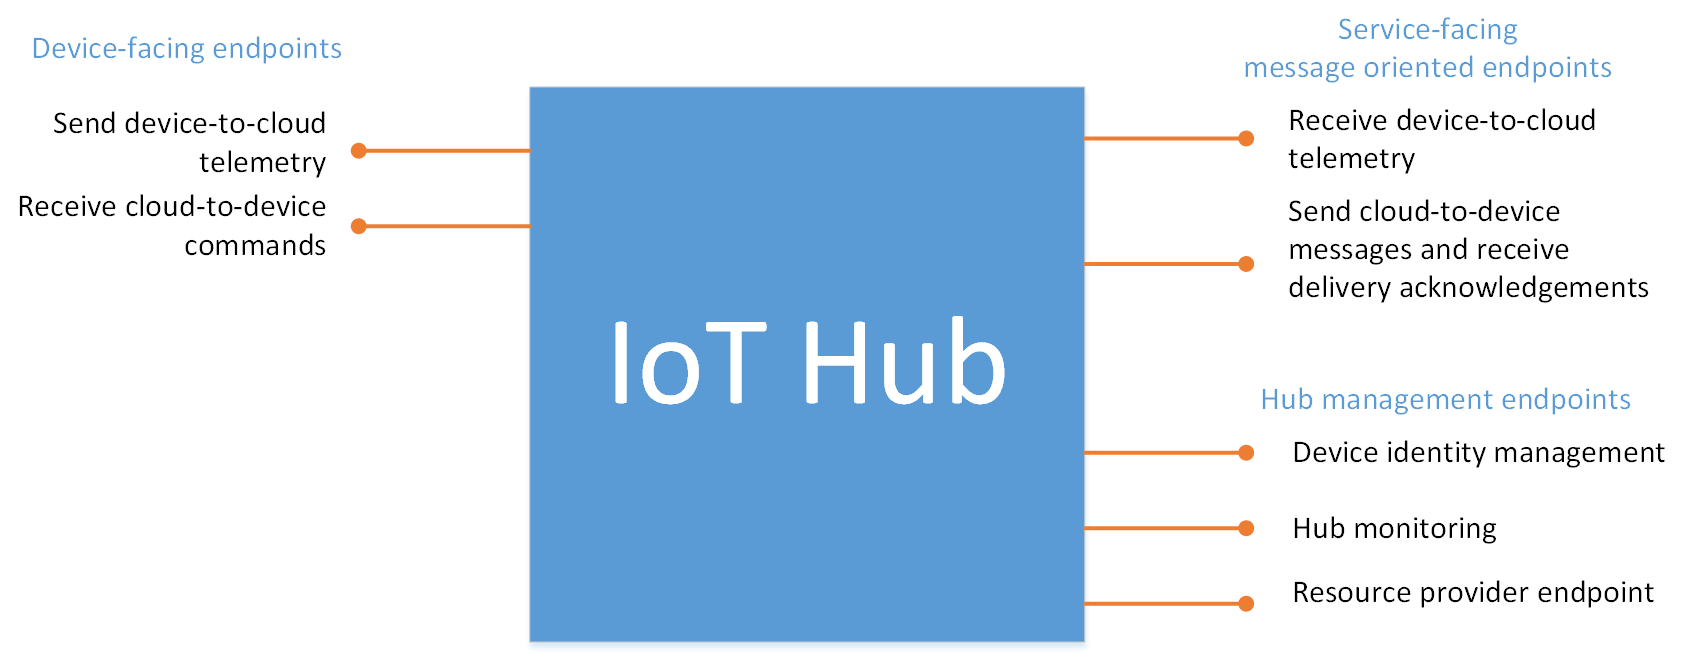 Device-facing endpoints
Send device-to-cloud
telemetry
Receive cloud-to-device
commands
IoT Hub
Service-facing
message oriented endpoints
Receive device-to-cloud
telemetry
Send cloud-to-device
messages and receive
delivery acknowledgements
Hub management endpoints
Device identity management
Hub monitoring
Resource provider endpoint